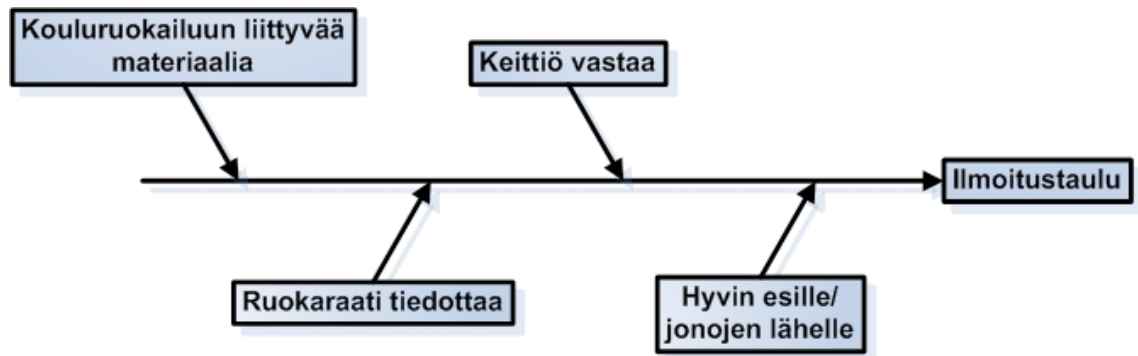 Kouluruokailuun liittyvää
materiaalia
Keittiö vastaa
Ilmoitustaulu
Ruokaraati tiedottaa
Hyvin esille/
jonojen lähelle